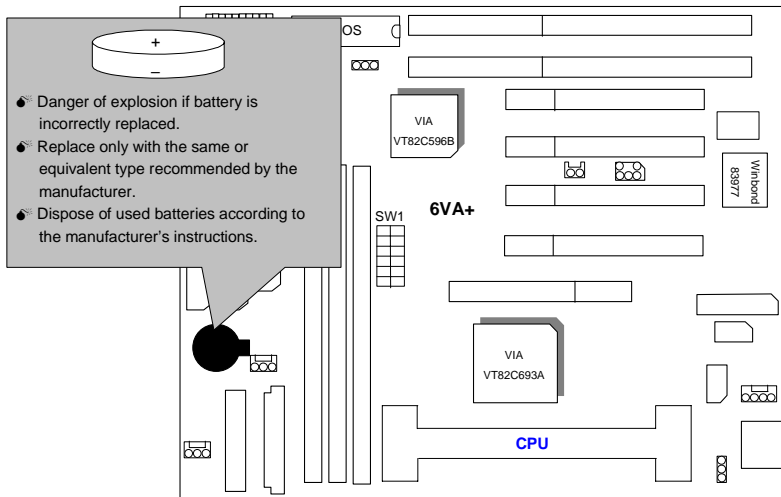 +
–
Danger of explosion if battery is
incorrectly replaced.
Replace only with the same or
equivalent type recommended by the
manufacturer.
Dispose of used batteries according to
the manufacturer’s instructions.
OS
VIA
VT82C596B
Winbond
83977
6VA+
SW1
VIA
VT82C693A
CPU